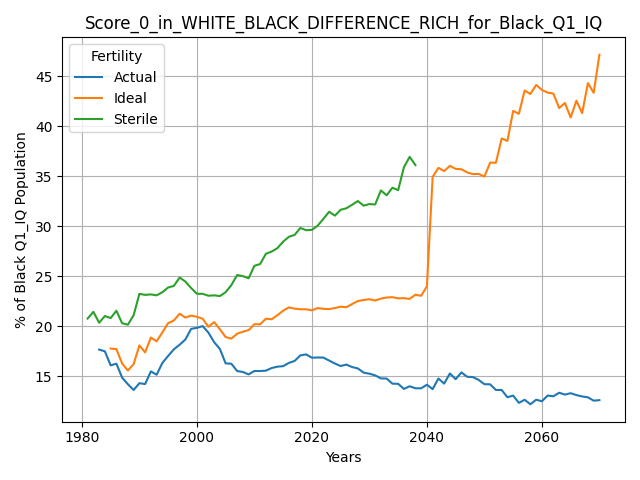 Score_0_in_WHITE_BLACK_DIFFERENCE_RICH_for_Black_Q1_IQ
Fertility
Actual
Ideal
Sterile
% of Black Q1_IQ Population
45
40
35
30
25
20
15
1980
2000
2020
2040
2060
Years